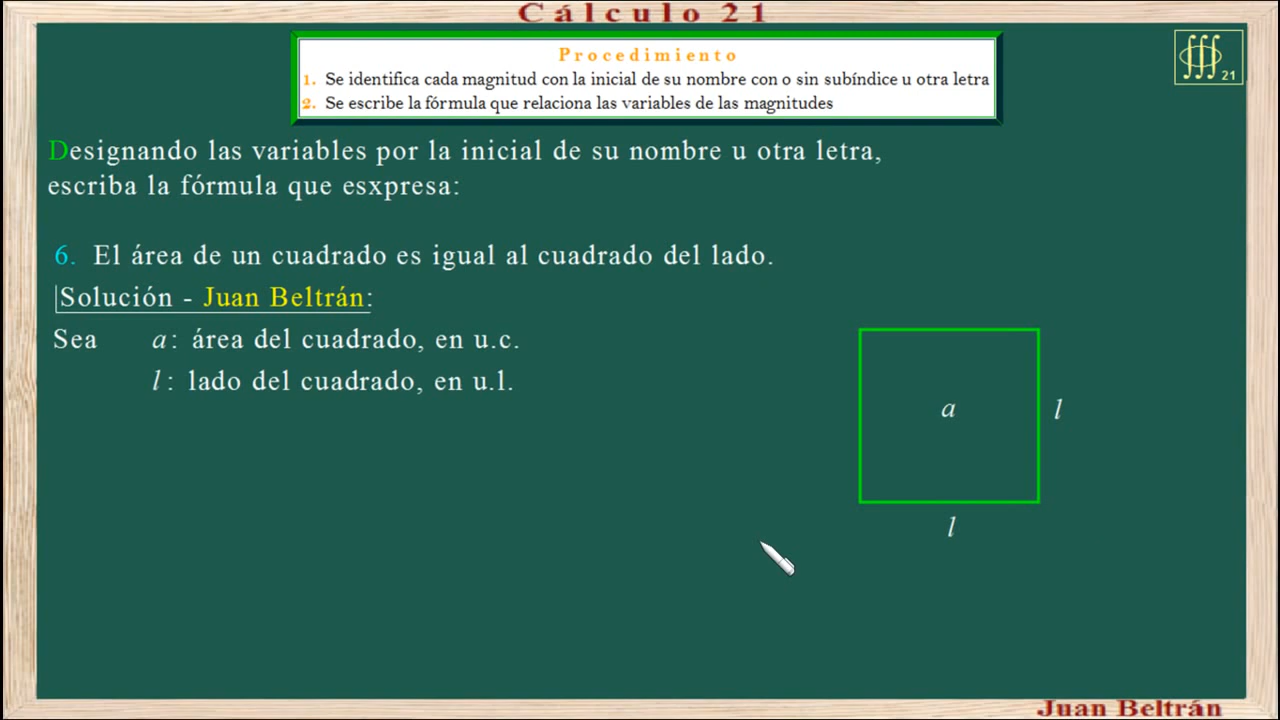 Cálculo 21
Procedimiento
1. Se identifica cada magnitud con la inicial de su nombre con o sin subíndice u otra letra
2. Se escribe la fórmula que relaciona las variables de las magnitudes
∯∰ 21
Designando las variables por la inicial de su nombre u otra letra,
escriba la fórmula que esxpresa:
6. El área de un cuadrado es igual al cuadrado del lado.
Solución - Juan Beltrán:
Sea a: área del cuadrado, en u.c.
l: lado del cuadrado, en u.l.
a
l
l
Juan Beltrán